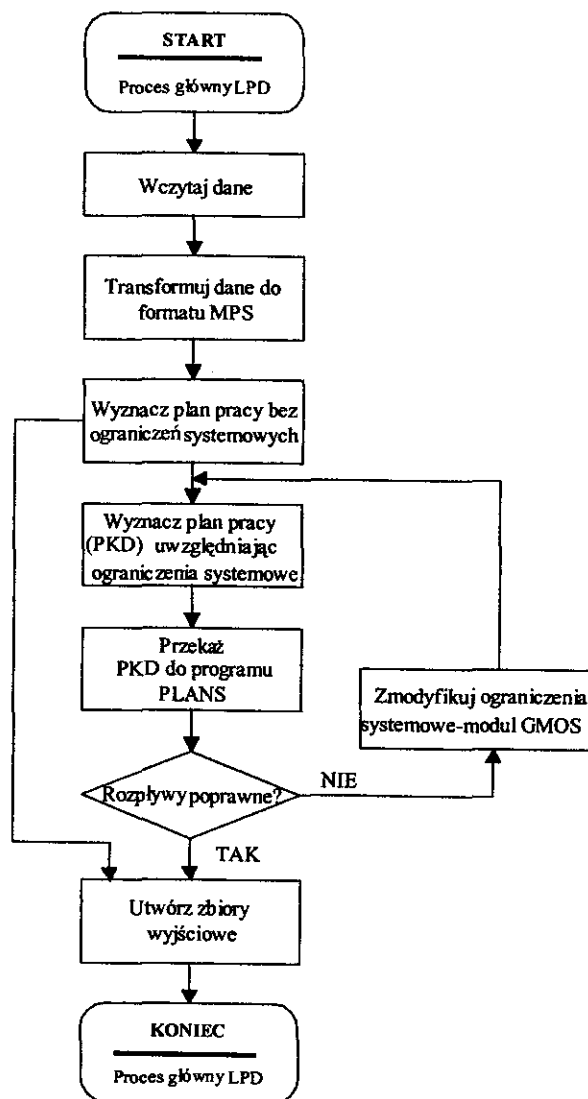 START
Proces główny LPD
Wczytaj dane
Transformuj dane do
formatu MPS
Wyznacz plan pracy bez
ograniczeń systemowych
Wyznacz plan pracy
(PKD) uwzględniając
ograniczenia systemowe
Przekaż
PKD do programu
PLANS
Zmodyfikuj ograniczenia
systemowe-moduł GMOS
Rozpływy poprawne?
NIE
TAK
Utwórz zbiory
wyjściowe
KONIEC
Proces główny LPD